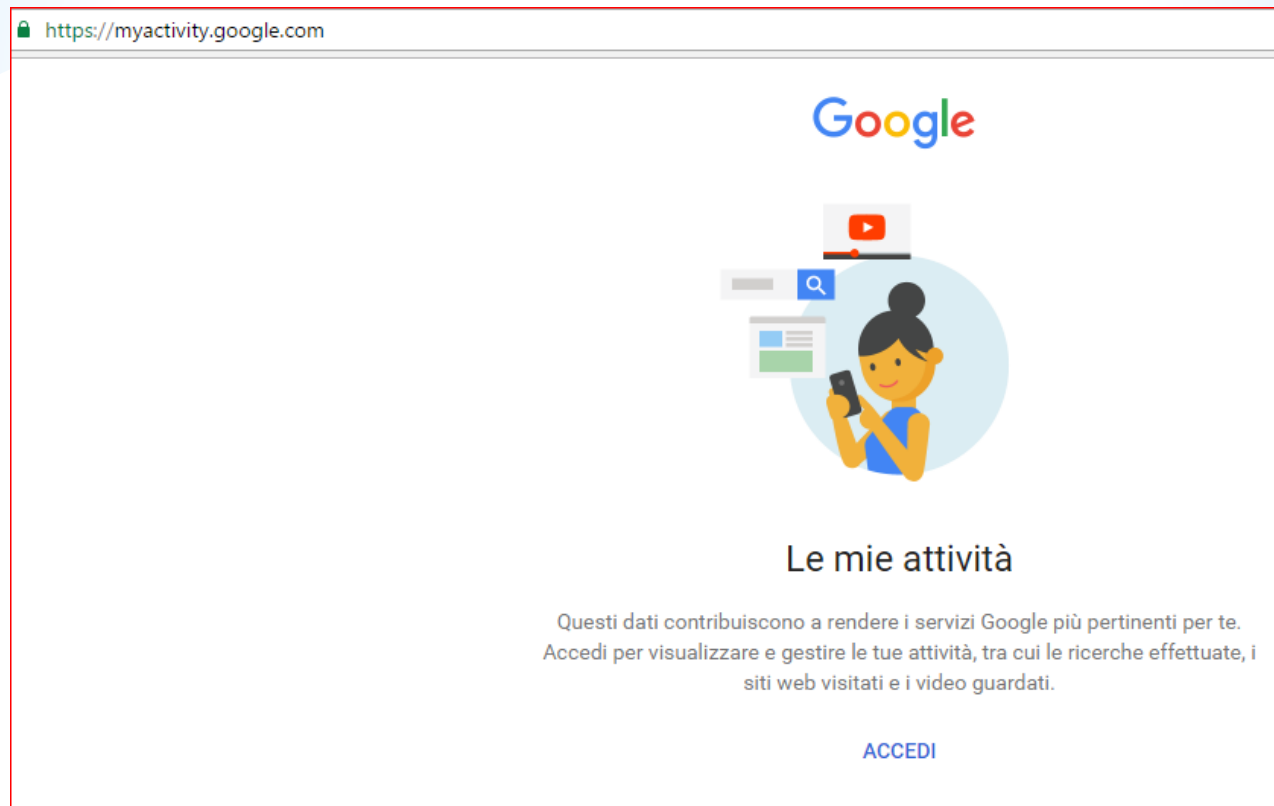 https://myactivity.google.com
Google
Le mie attività
Questi dati contribuiscono a rendere i servizi Google più pertinenti per te.
Accedi per visualizzare e gestire le tue attività, tra cui le ricerche effettuate, i
siti web visitati e i video guardati.
ACCEDI